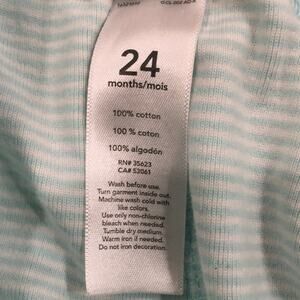 24
months/mois
100% cotton
100 % coton
100% algodón
RN# 35623
CA# 53061
Wash before use.
Turn garment inside out.
Machine wash cold with
like colors.
Use only non-chlorine
bleach when needed.
Tumble dry medium.
Warm iron if needed.
Do not iron decoration.